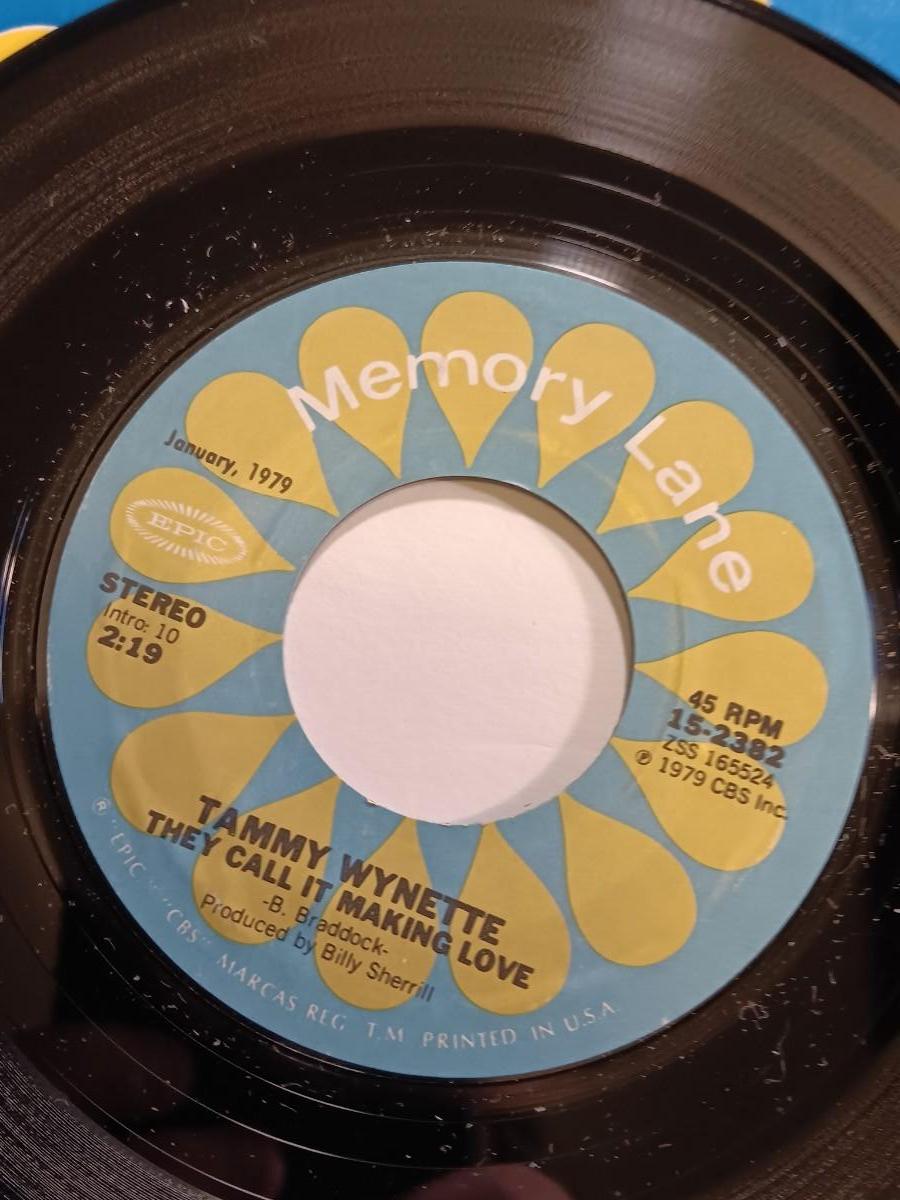 Memory Lane
January, 1979
EPIC
STEREO
Intro: 10
2:19
45 RPM
15-2382
ZSS 165524
℗ 1979 CBS Inc.
TAMMY WYNETTE
THEY CALL IT MAKING LOVE
-B. Braddock-
Produced by Billy Sherrill
® "EPIC" "CBS" MARCAS REG T.M PRINTED IN U.S.A.